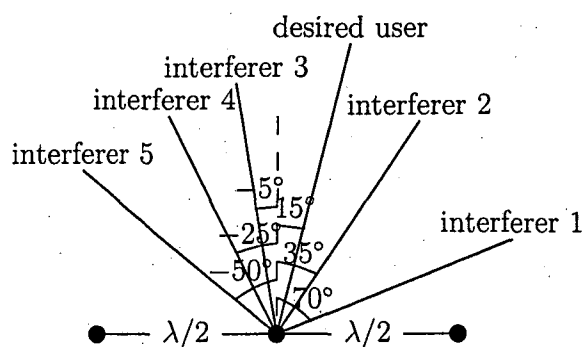 desired user
interferer 3
interferer 4
interferer 2
interferer 5
−5°
15°
interferer 1
−25°
35°
−50°
70°
λ/2
λ/2